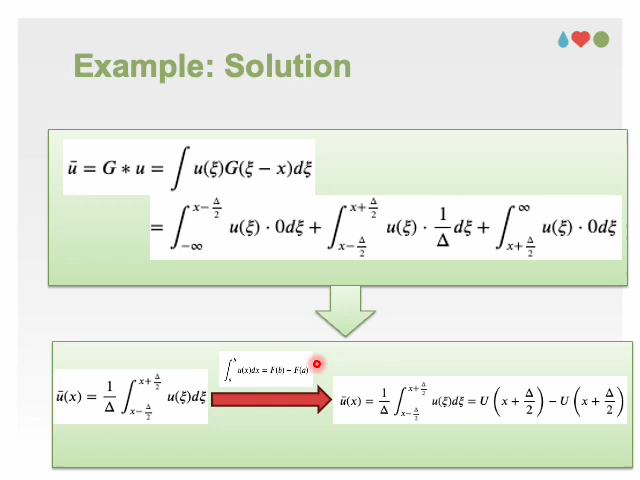 Example: Solution
ū = G ∗ u = ∫ u(ξ)G(ξ − x)dξ
= ∫_{−∞}^{x−Δ/2} u(ξ) · 0dξ + ∫_{x−Δ/2}^{x+Δ/2} u(ξ) · 1/Δ dξ + ∫_{x+Δ/2}^{∞} u(ξ) · 0dξ
∫_a^b u(x)dx = F(b) − F(a)
ū(x) = 1/Δ ∫_{x−Δ/2}^{x+Δ/2} u(ξ)dξ
ū(x) = 1/Δ ∫_{x−Δ/2}^{x+Δ/2} u(ξ)dξ = U(x + Δ/2) − U(x + Δ/2)